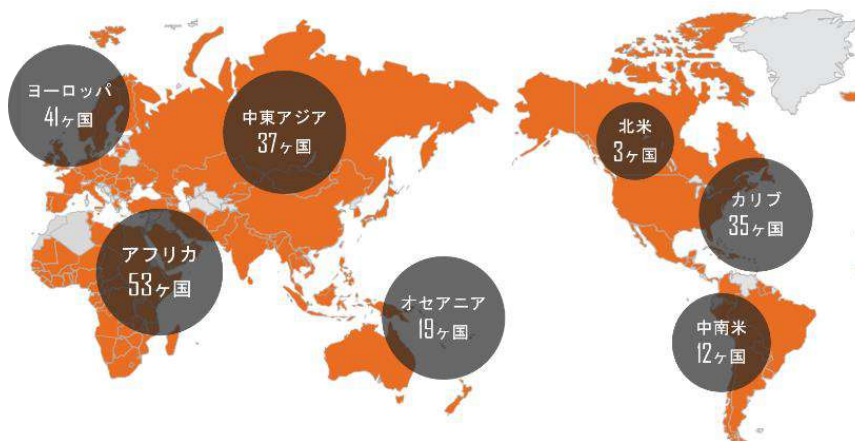 ヨーロッパ
41ヶ国
中東アジア
37ヶ国
北米
3ヶ国
カリブ
35ヶ国
アフリカ
53ヶ国
オセアニア
19ヶ国
中南米
12ヶ国